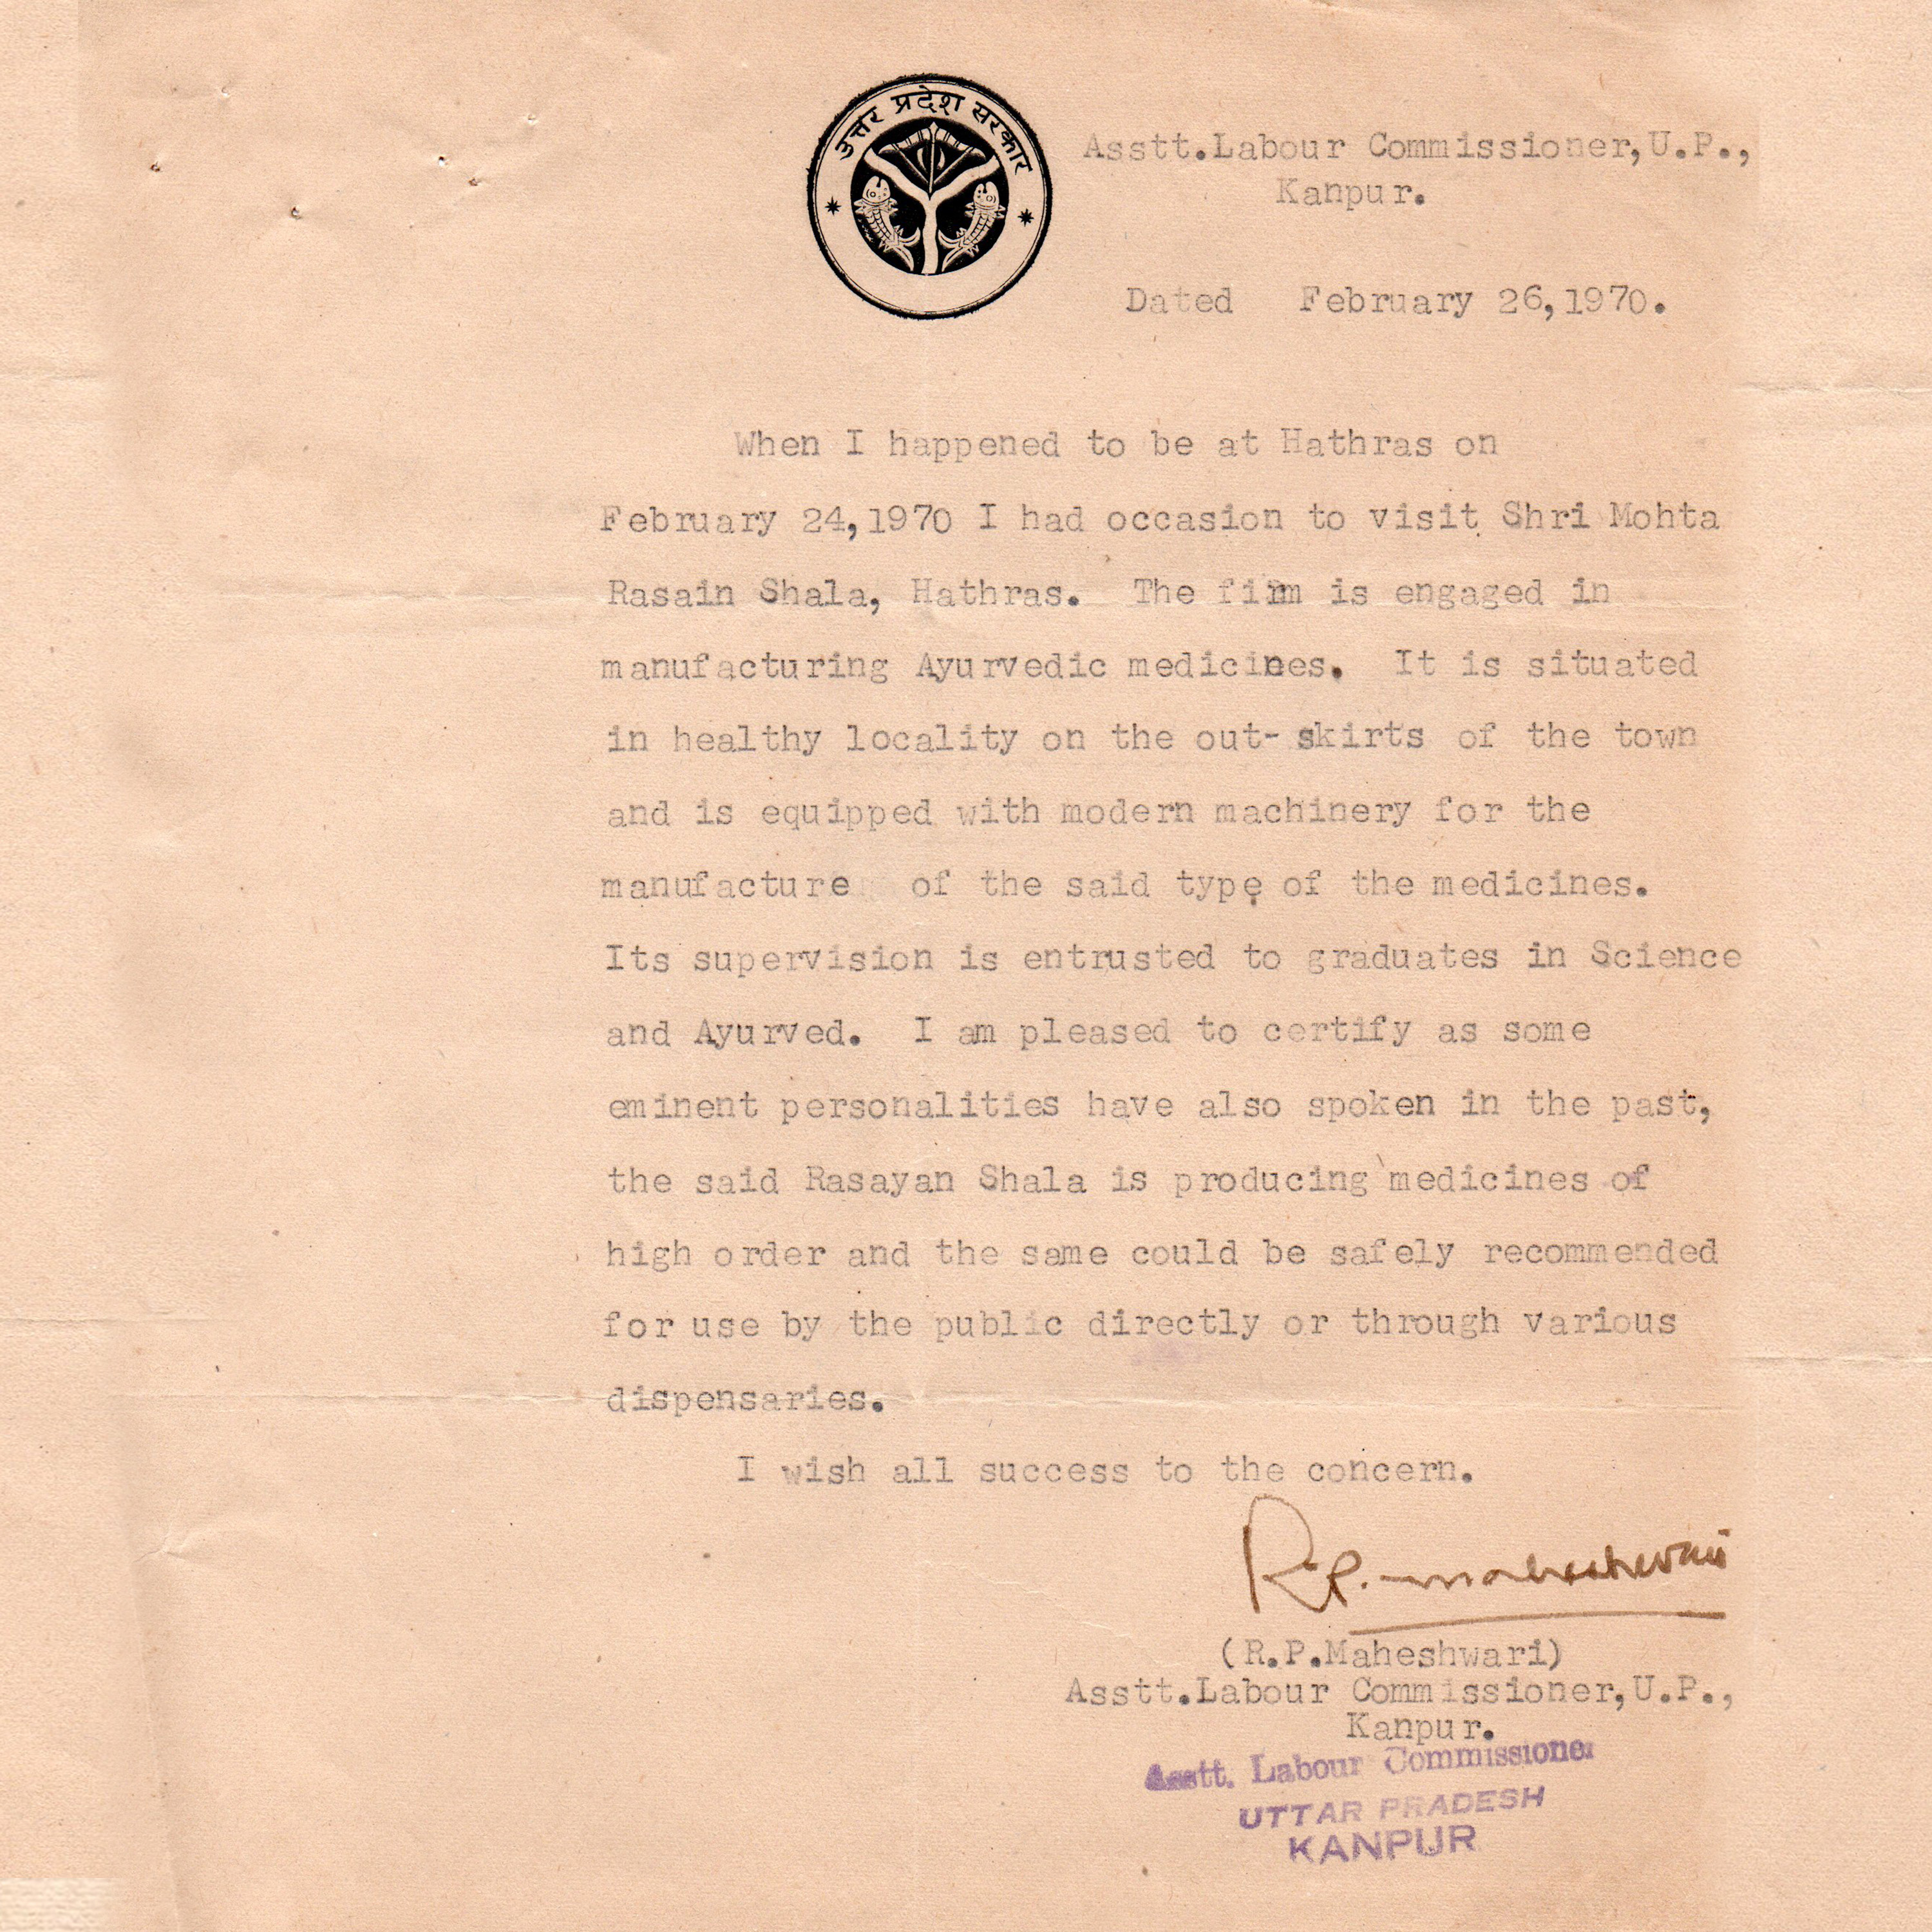 उत्तर प्रदेश सरकार
Asstt.Labour Commissioner,U.P.,
Kanpur.
Dated February 26,1970.
When I happened to be at Hathras on
February 24,1970 I had occasion to visit Shri Mohta
Rasain Shala, Hathras. The firm is engaged in
manufacturing Ayurvedic medicines. It is situated
in healthy locality on the out- skirts of the town
and is equipped with modern machinery for the
manufacture of the said type of the medicines.
Its supervision is entrusted to graduates in Science
and Ayurved. I am pleased to certify as some
eminent personalities have also spoken in the past,
the said Rasayan Shala is producing medicines of
high order and the same could be safely recommended
for use by the public directly or through various
dispensaries.
I wish all success to the concern.
R.P. Maheshwari
(R.P.Maheshwari)
Asstt.Labour Commissioner,U.P.,
Kanpur.
Asstt. Labour Commissioner
UTTAR PRADESH
KANPUR